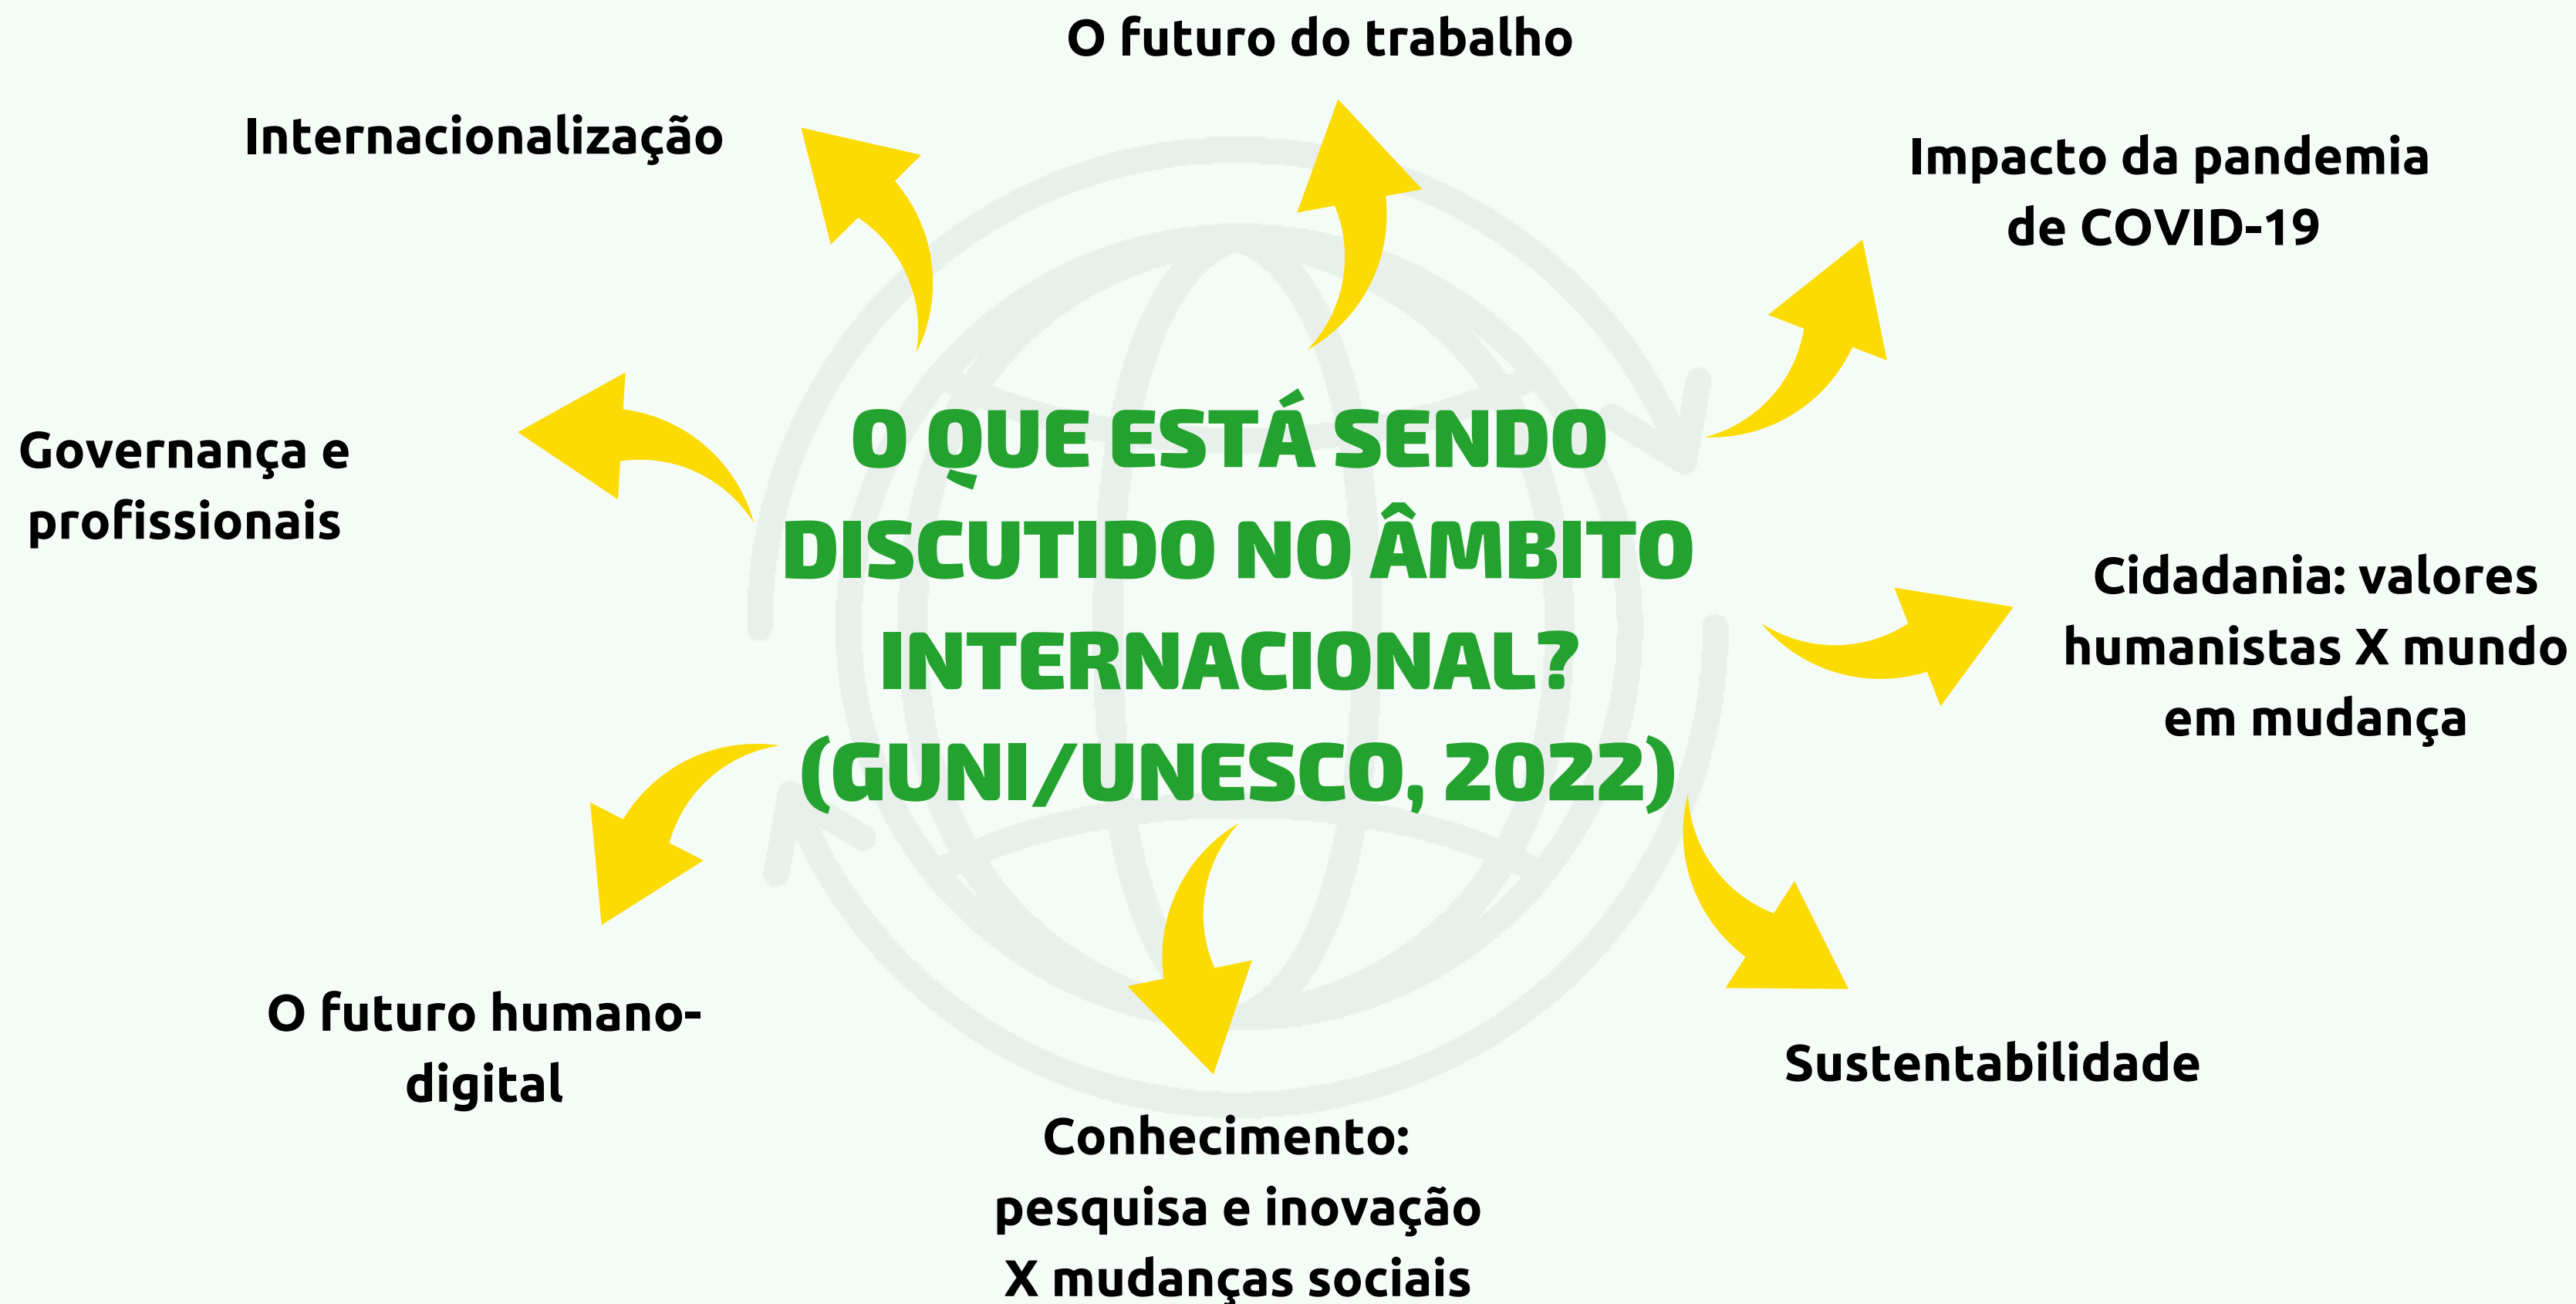 O futuro do trabalho
Internacionalização
Impacto da pandemia
de COVID-19
Governança e
profissionais
O QUE ESTÁ SENDO
DISCUTIDO NO ÂMBITO
INTERNACIONAL?
(GUNI/UNESCO, 2022)
Cidadania: valores
humanistas X mundo
em mudança
O futuro humano-
digital
Sustentabilidade
Conhecimento:
pesquisa e inovação
X mudanças sociais